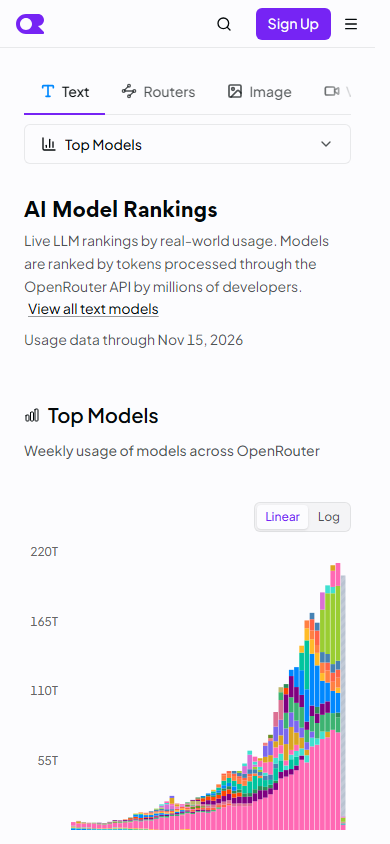 Sign Up
Text
Routers
Image
Top Models
AI Model Rankings
Live LLM rankings by real-world usage. Models
are ranked by tokens processed through the
OpenRouter API by millions of developers.
View all text models
Usage data through Nov 15, 2026
Top Models
Weekly usage of models across OpenRouter
Linear
Log
220T
165T
110T
55T